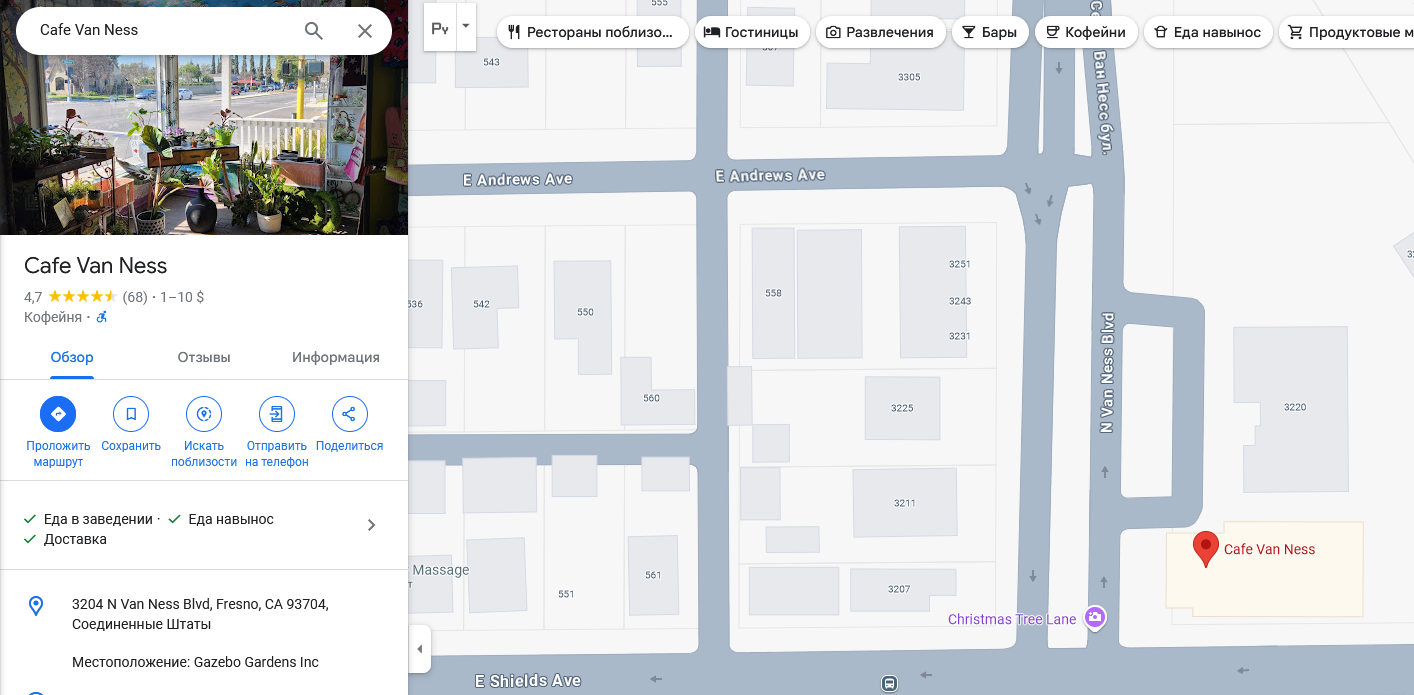 Cafe Van Ness
Cafe Van Ness
4,7 (68) · 1–10 $
Кофейня ·
Обзор
Отзывы
Информация
Проложить
маршрут
Сохранить
Искать
поблизости
Отправить
на телефон
Поделиться
Еда в заведении ·
Еда навынос
Доставка
3204 N Van Ness Blvd, Fresno, CA 93704,
Соединенные Штаты
Местоположение: Gazebo Gardens Inc
Ру
Рестораны поблизо...
Гостиницы
Развлечения
Бары
Кофейни
Еда навынос
Продуктовые м
555
543
3305
Ван Несс бул.
E Andrews Ave
E Andrews Ave
3251
3243
3231
536
542
550
558
560
N Van Ness Blvd
3225
3220
3211
Cafe Van Ness
Massage
551
561
3207
Christmas Tree Lane
E Shields Ave